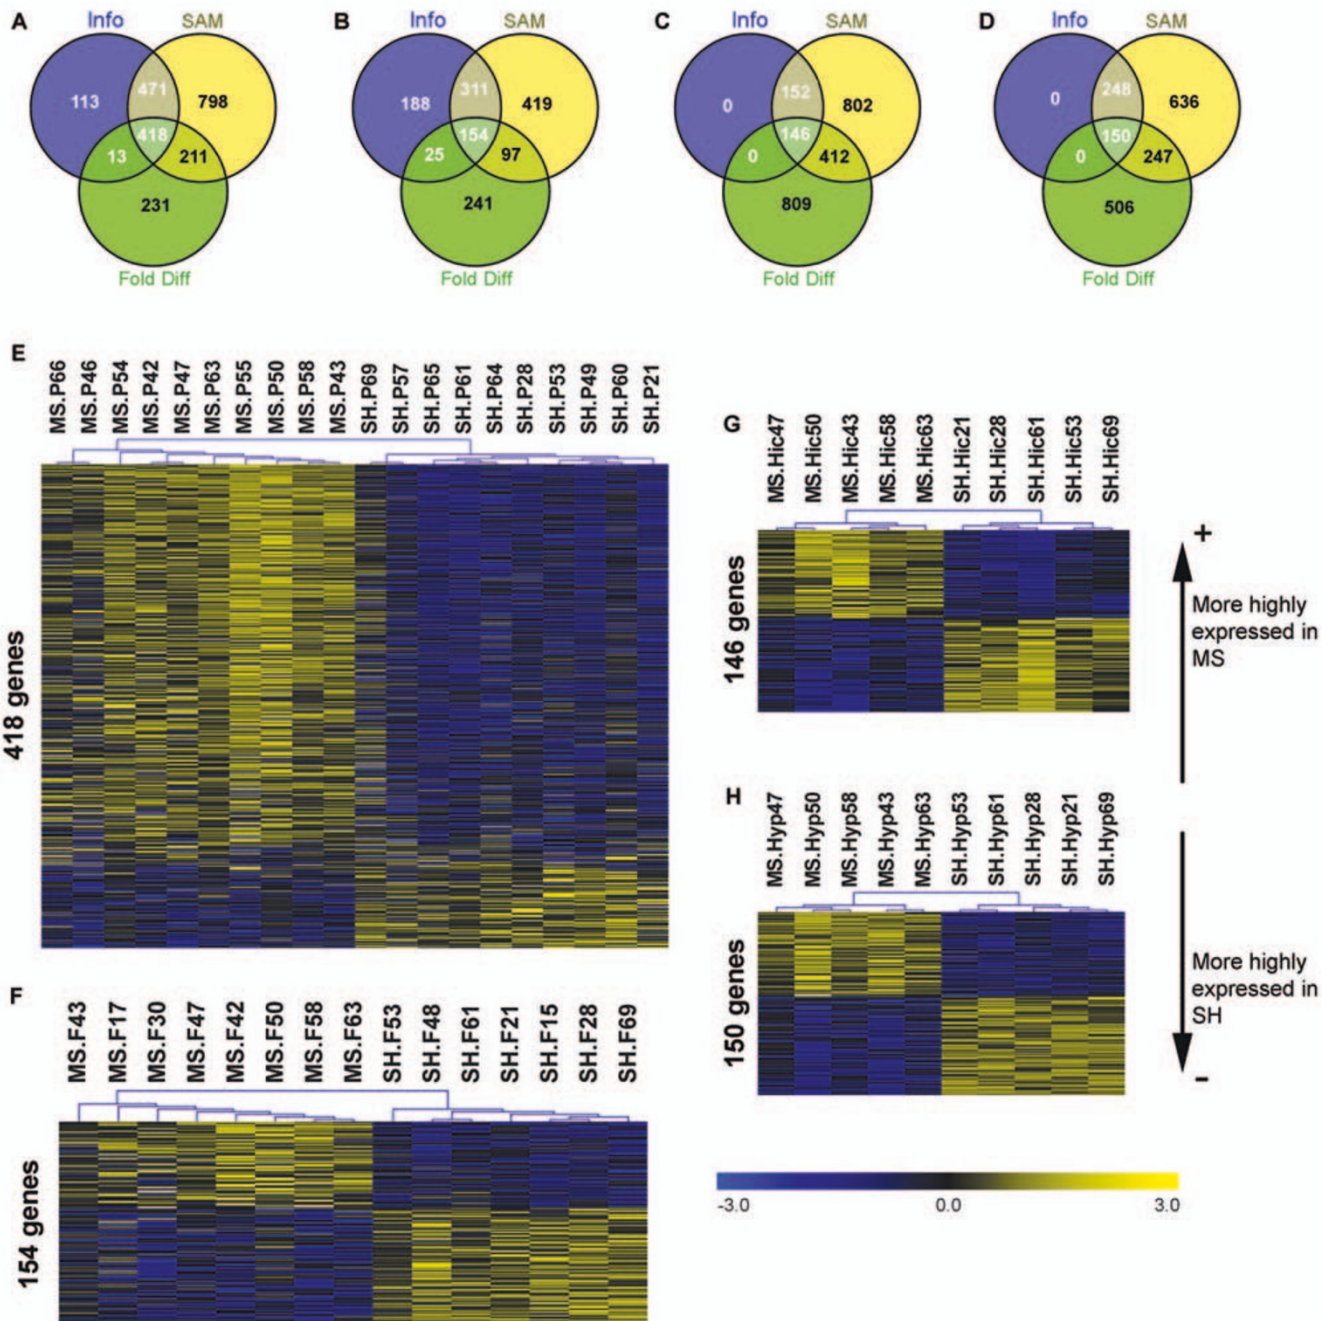 A
Info
SAM
113
471
798
418
13
211
231
Fold Diff
B
Info
SAM
188
311
419
154
25
97
241
Fold Diff
C
Info
SAM
0
152
802
146
0
412
809
Fold Diff
D
Info
SAM
0
248
636
150
0
247
506
Fold Diff
E
MS.P66
MS.P46
MS.P54
MS.P42
MS.P47
MS.P63
MS.P55
MS.P50
MS.P58
MS.P43
SH.P69
SH.P57
SH.P65
SH.P61
SH.P64
SH.P28
SH.P53
SH.P49
SH.P60
SH.P21
418 genes
F
MS.F43
MS.F17
MS.F30
MS.F47
MS.F42
MS.F50
MS.F58
MS.F63
SH.F53
SH.F48
SH.F61
SH.F21
SH.F15
SH.F28
SH.F69
154 genes
G
MS.Hic47
MS.Hic50
MS.Hic43
MS.Hic58
MS.Hic63
SH.Hic21
SH.Hic28
SH.Hic61
SH.Hic53
SH.Hic69
146 genes
H
MS.Hyp47
MS.Hyp50
MS.Hyp58
MS.Hyp43
MS.Hyp63
SH.Hyp53
SH.Hyp61
SH.Hyp28
SH.Hyp21
SH.Hyp69
150 genes
+
More highly
expressed in
MS
More highly
expressed in
SH
-
-3.0
0.0
3.0